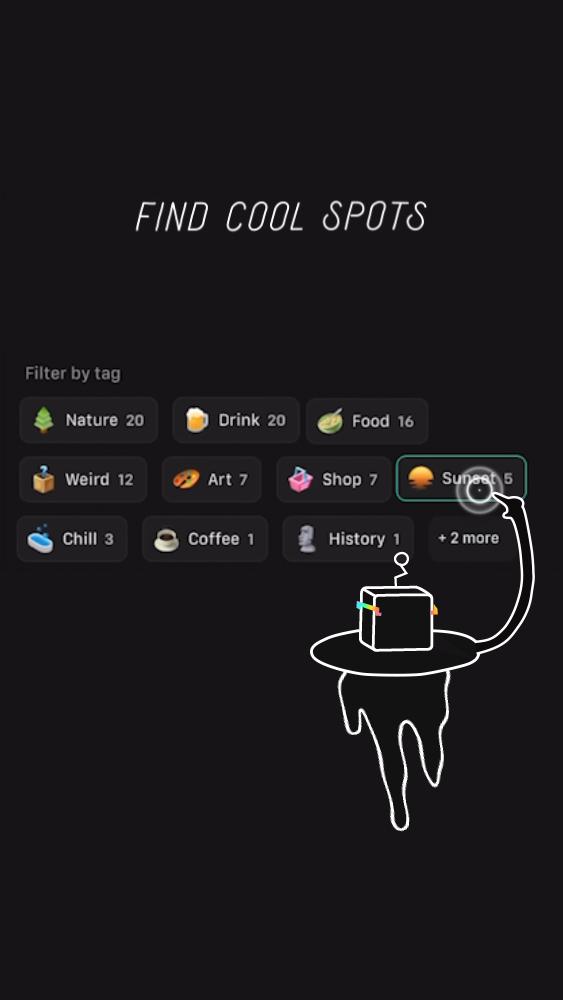 FIND COOL SPOTS
Filter by tag
Nature 20 Drink 20 Food 16
Weird 12 Art 7 Shop 7 Sunset 5
Chill 3 Coffee 1 History 1 + 2 more